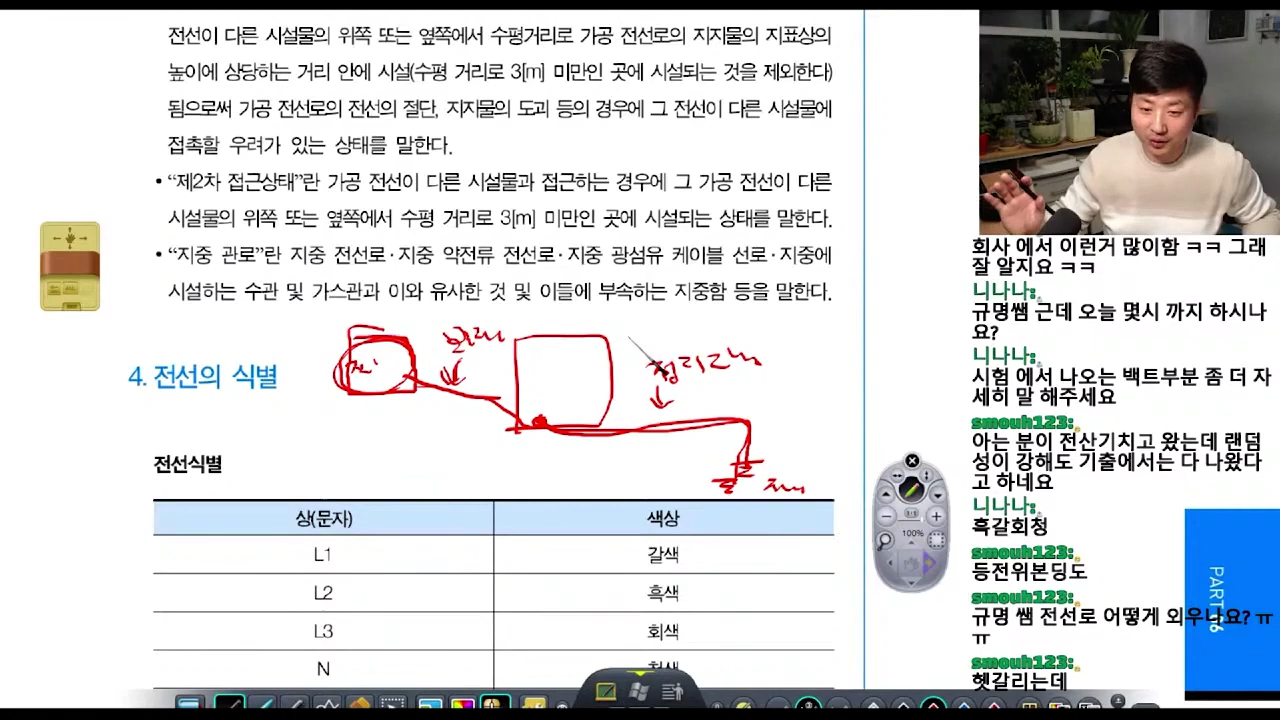 전선이 다른 시설물의 위쪽 또는 옆쪽에서 수평거리로 가공 전선로의 지지물의 지표상의
높이에 상당하는 거리 안에 시설(수평 거리로 3[m] 미만인 곳에 시설되는 것을 제외한다)
됨으로써 가공 전선로의 전선의 절단, 지지물의 도괴 등의 경우에 그 전선이 다른 시설물에
접촉할 우려가 있는 상태를 말한다.
• “제2차 접근상태”란 가공 전선이 다른 시설물과 접근하는 경우에 그 가공 전선이 다른
시설물의 위쪽 또는 옆쪽에서 수평 거리로 3[m] 미만인 곳에 시설되는 상태를 말한다.
• “지중 관로”란 지중 전선로·지중 약전류 전선로·지중 광섬유 케이블 선로·지중에
시설하는 수관 및 가스관과 이와 유사한 것 및 이들에 부속하는 지중함 등을 말한다.
4. 전선의 식별
전선식별
상(문자) 색상
L1 갈색
L2 흑색
L3 회색
N 청색
100%
회사 에서 이런거 많이함 ㅋㅋ 그래
잘 알지요 ㅋㅋ
니나나:
규명쌤 근데 오늘 몇시 까지 하시나
요?
니나나:
시험 에서 나오는 백트부분 좀 더 자
세히 말 해주세요
smouh123:
아는 분이 전산기치고 왔는데 랜덤
성이 강해도 기출에서는 다 나왔다
고 하네요
니나나:
흑갈회청
smouh123:
등전위본딩도
smouh123:
규명 쌤 전선로 어떻게 외우나요? ㅠ
ㅠ
smouh123:
헷갈리는데
PART 16